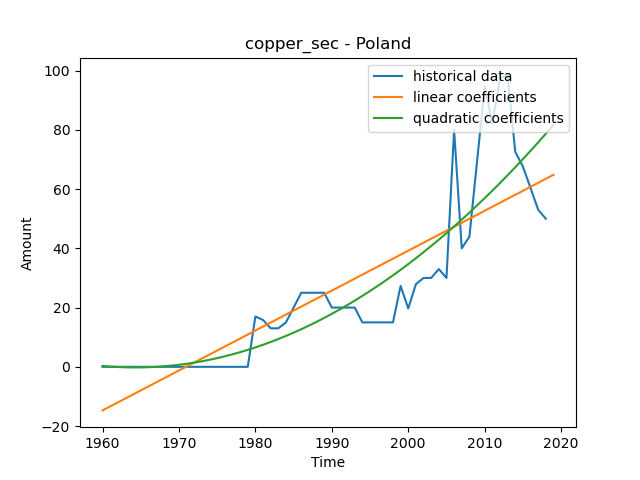 copper_sec - Poland
historical data
linear coefficients
quadratic coefficients
Amount
100
80
60
40
20
0
−20
1960 1970 1980 1990 2000 2010 2020
Time